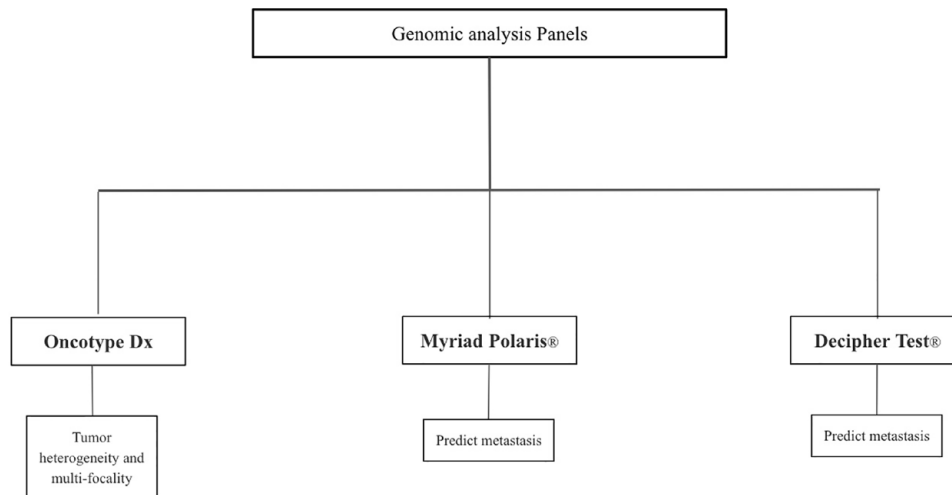 Genomic analysis Panels
Oncotype Dx
Myriad Polaris®
Decipher Test®
Tumor
heterogeneity and
multi-focality
Predict metastasis
Predict metastasis